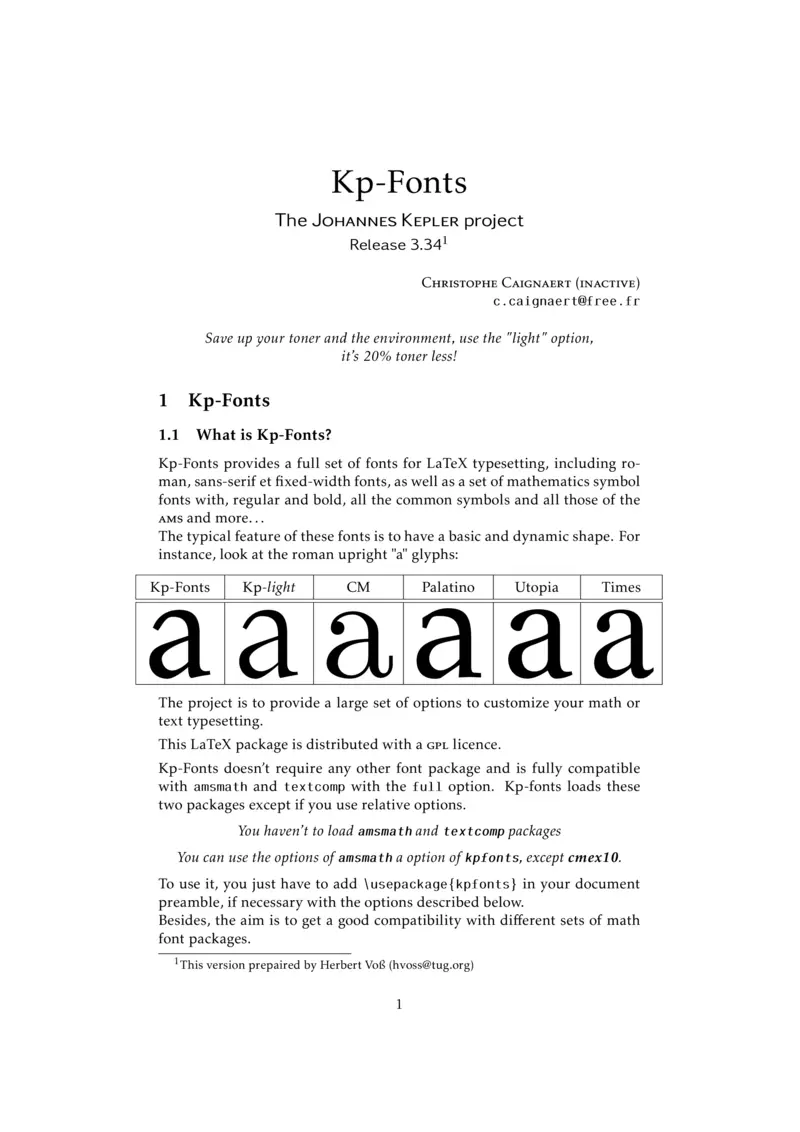 Kp-Fonts
The Johannes Kepler project
Release 3.34¹
Christophe Caignaert (inactive)
c.caignaert@free.fr
Save up your toner and the environment, use the "light" option,
it's 20% toner less!
1 Kp-Fonts
1.1 What is Kp-Fonts?
Kp-Fonts provides a full set of fonts for LaTeX typesetting, including ro-
man, sans-serif et fixed-width fonts, as well as a set of mathematics symbol
fonts with, regular and bold, all the common symbols and all those of the
ams and more...
The typical feature of these fonts is to have a basic and dynamic shape. For
instance, look at the roman upright "a" glyphs:
Kp-Fonts Kp-light CM Palatino Utopia Times
a a a a a a
The project is to provide a large set of options to customize your math or
text typesetting.
This LaTeX package is distributed with a gpl licence.
Kp-Fonts doesn't require any other font package and is fully compatible
with amsmath and textcomp with the full option. Kp-fonts loads these
two packages except if you use relative options.
You haven't to load amsmath and textcomp packages
You can use the options of amsmath a option of kpfonts, except cmex10.
To use it, you just have to add \usepackage{kpfonts} in your document
preamble, if necessary with the options described below.
Besides, the aim is to get a good compatibility with different sets of math
font packages.
¹This version prepaired by Herbert Voß (hvoss@tug.org)
1